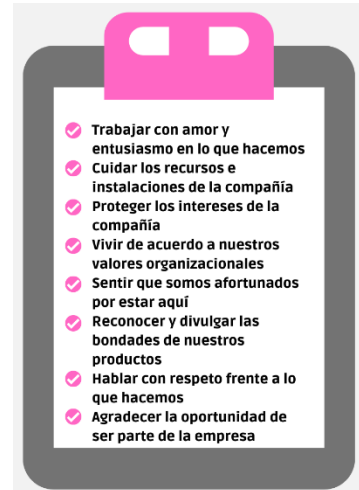 Trabajar con amor y
entusiasmo en lo que hacemos
Cuidar los recursos e
instalaciones de la compañía
Proteger los intereses de la
compañía
Vivir de acuerdo a nuestros
valores organizacionales
Sentir que somos afortunados
por estar aquí
Reconocer y divulgar las
bondades de nuestros
productos
Hablar con respeto frente a lo
que hacemos
Agradecer la oportunidad de
ser parte de la empresa